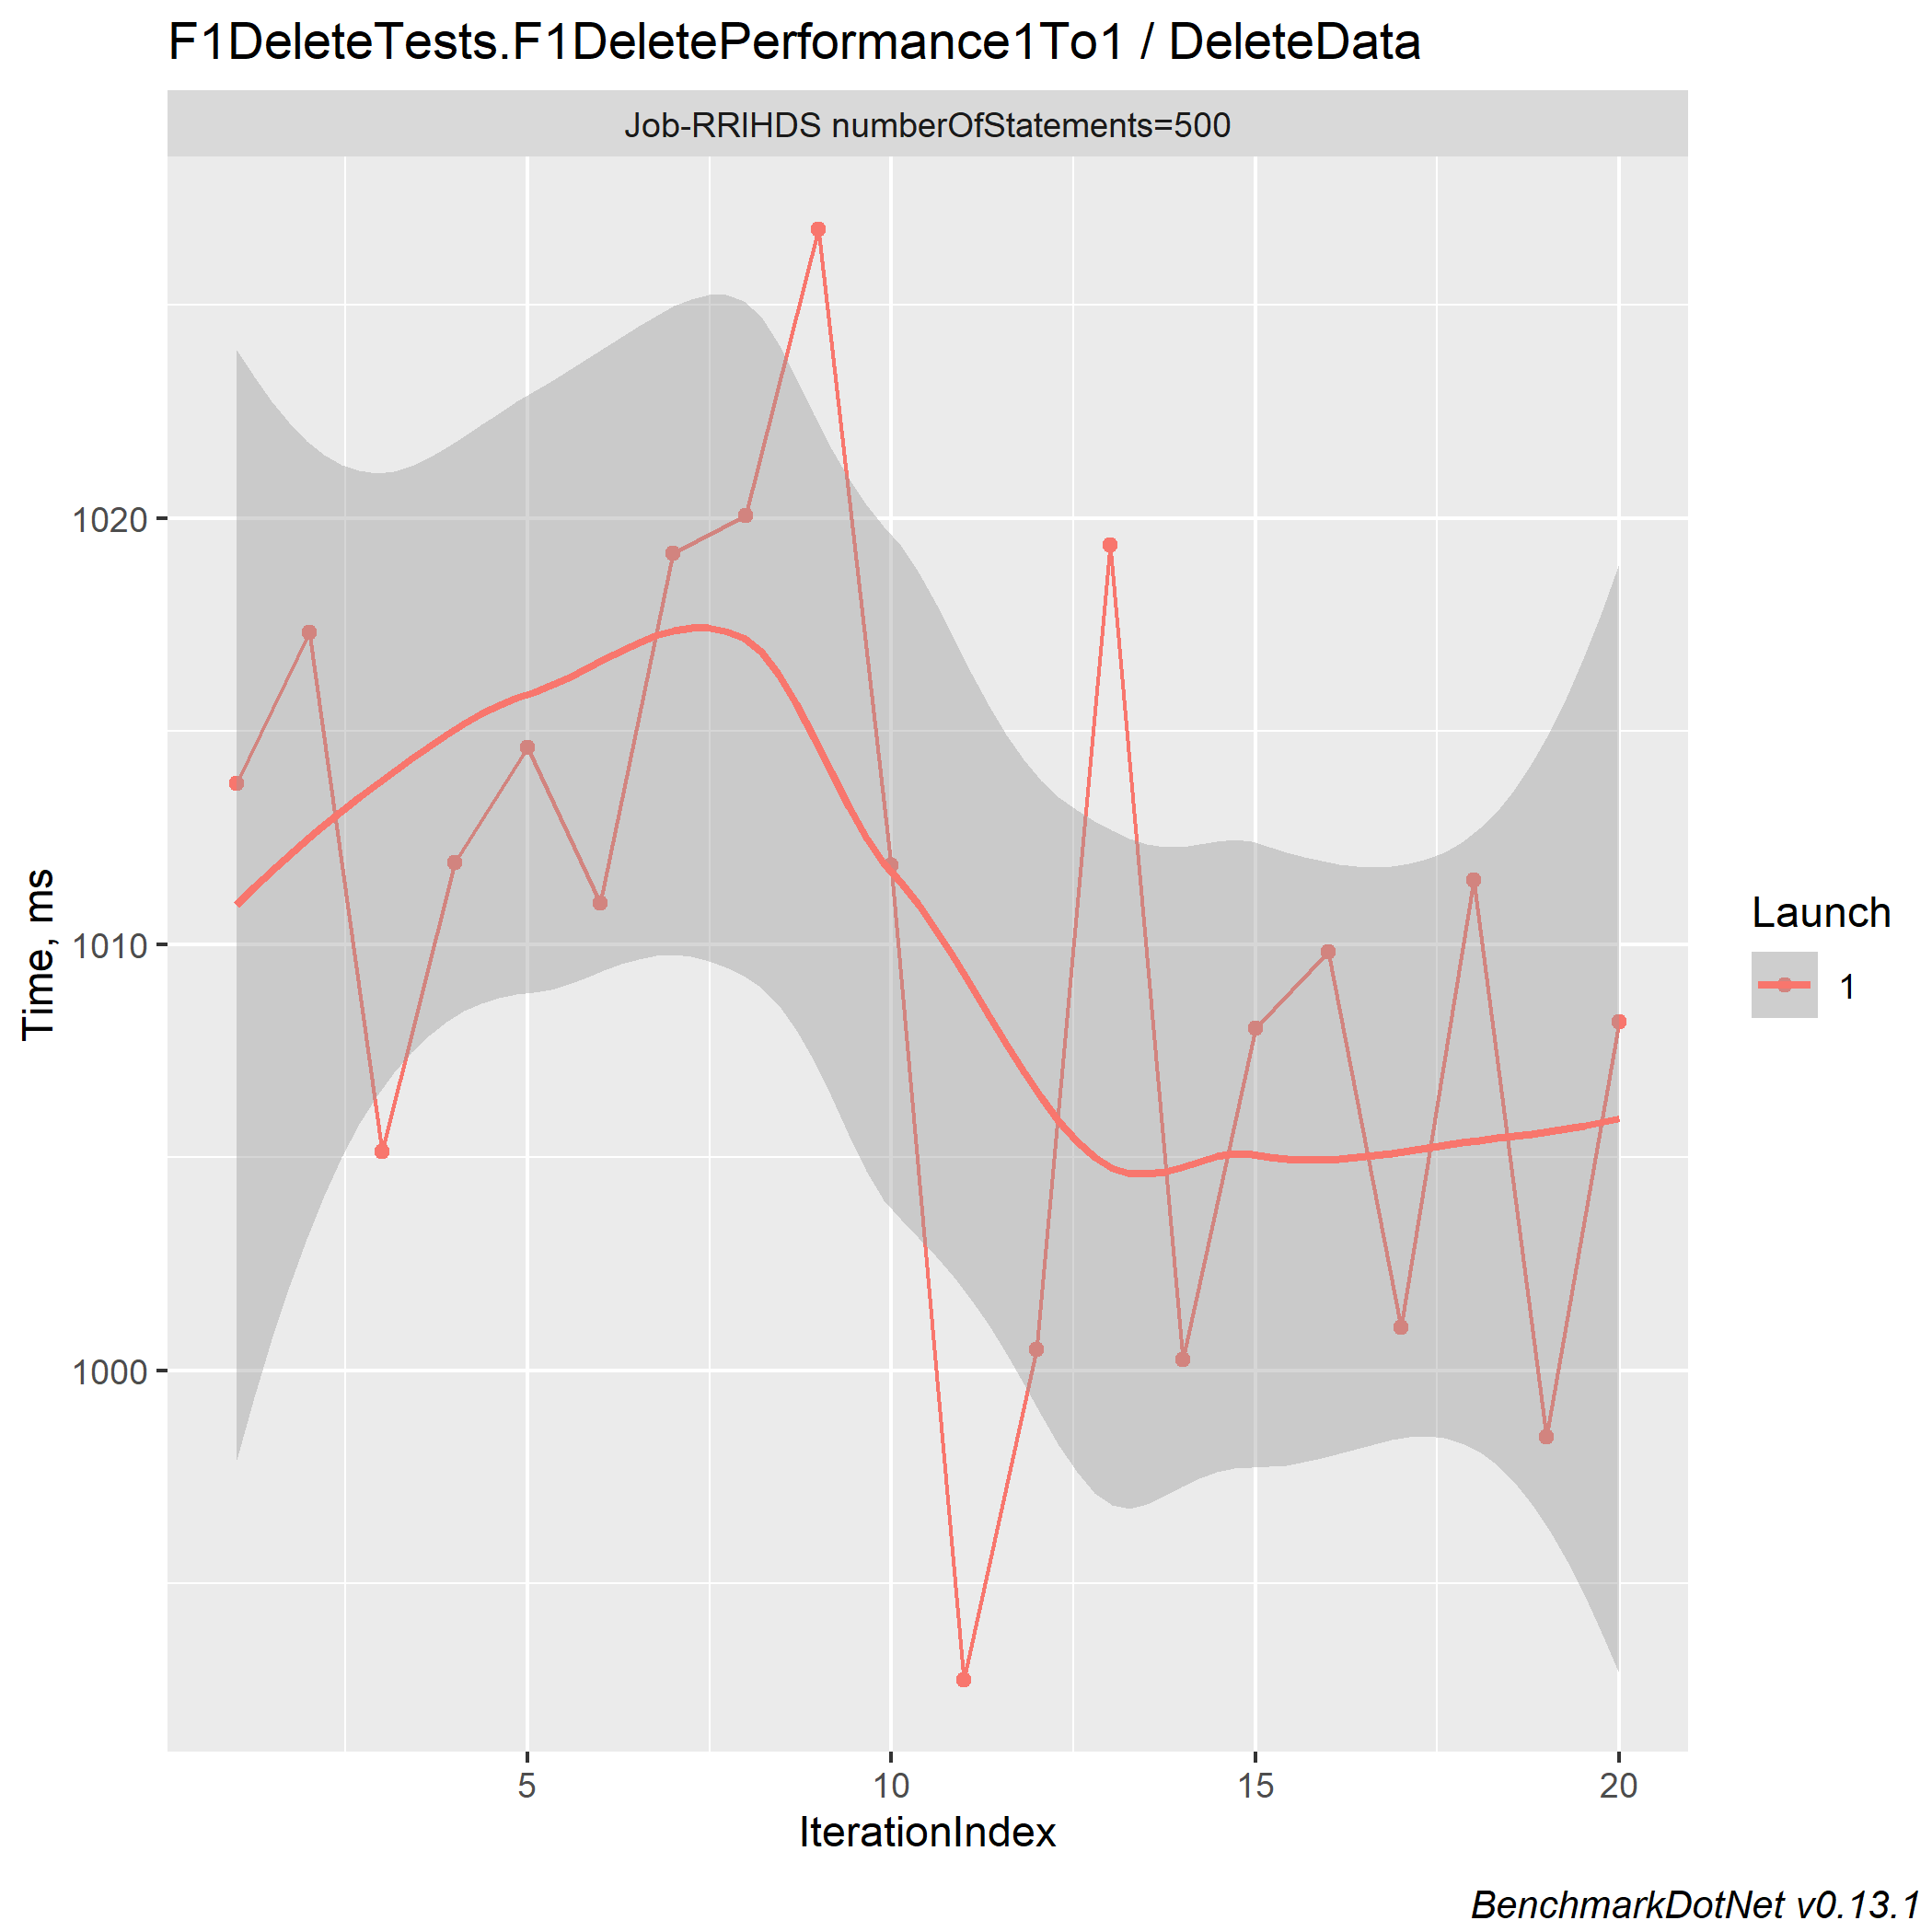 F1DeleteTests.F1DeletePerformance1To1 / DeleteData
Job-RRIHDS numberOfStatements=500
Time, ms
1020
1010
1000
5 10 15 20
IterationIndex
Launch
1
BenchmarkDotNet v0.13.1